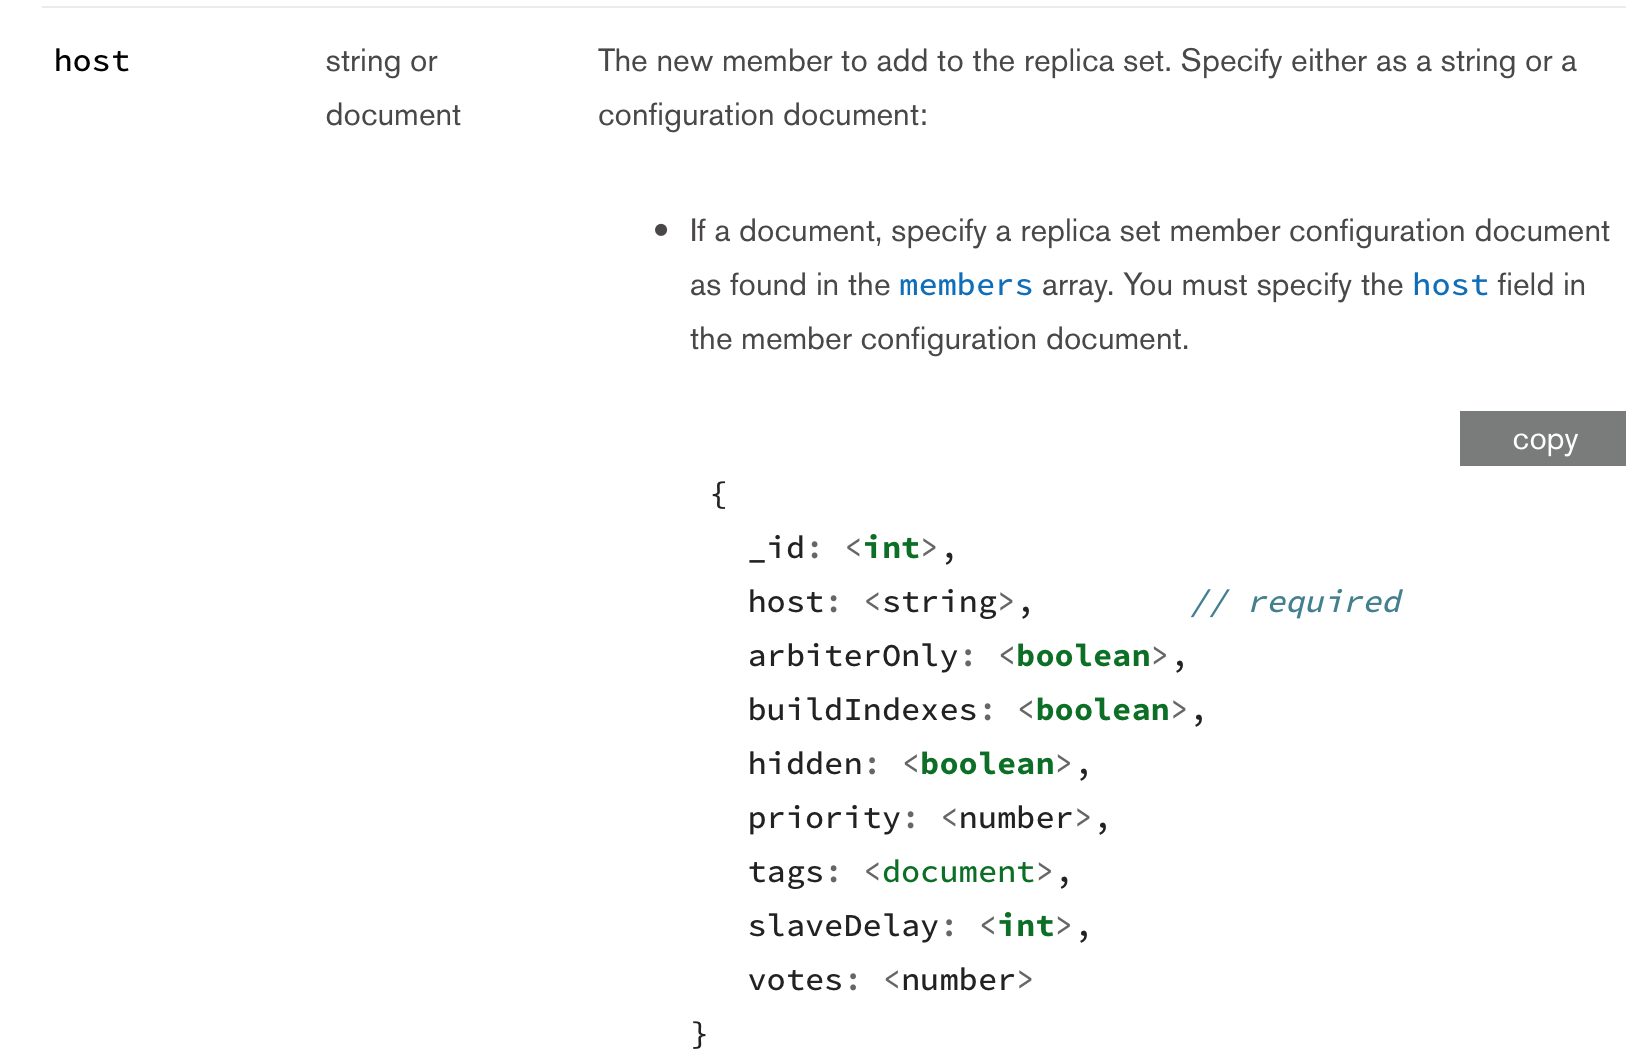 host
string or
document
The new member to add to the replica set. Specify either as a string or a
configuration document:
• If a document, specify a replica set member configuration document
as found in the members array. You must specify the host field in
the member configuration document.
copy
{
_id: <int>,
host: <string>,        // required
arbiterOnly: <boolean>,
buildIndexes: <boolean>,
hidden: <boolean>,
priority: <number>,
tags: <document>,
slaveDelay: <int>,
votes: <number>
}